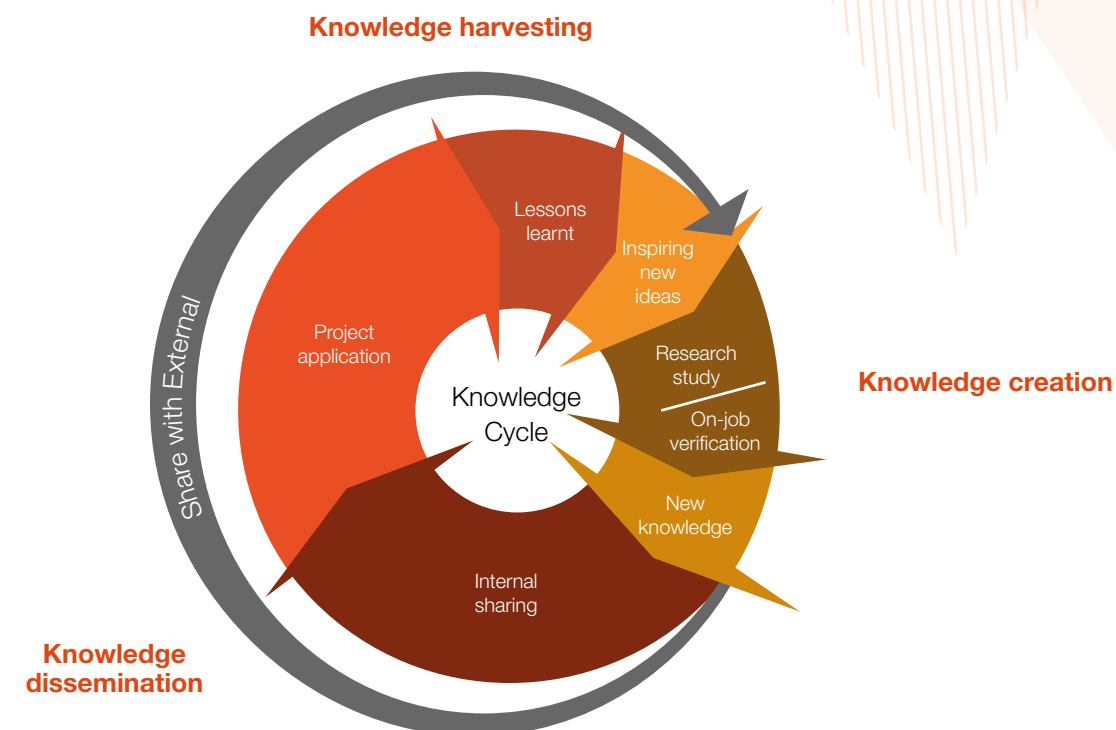 Knowledge harvesting
Lessons
learnt
Inspiring
new
ideas
Project
application
Research
study
On-job
verification
Knowledge creation
Knowledge
Cycle
Share with External
New
knowledge
Internal
sharing
Knowledge
dissemination